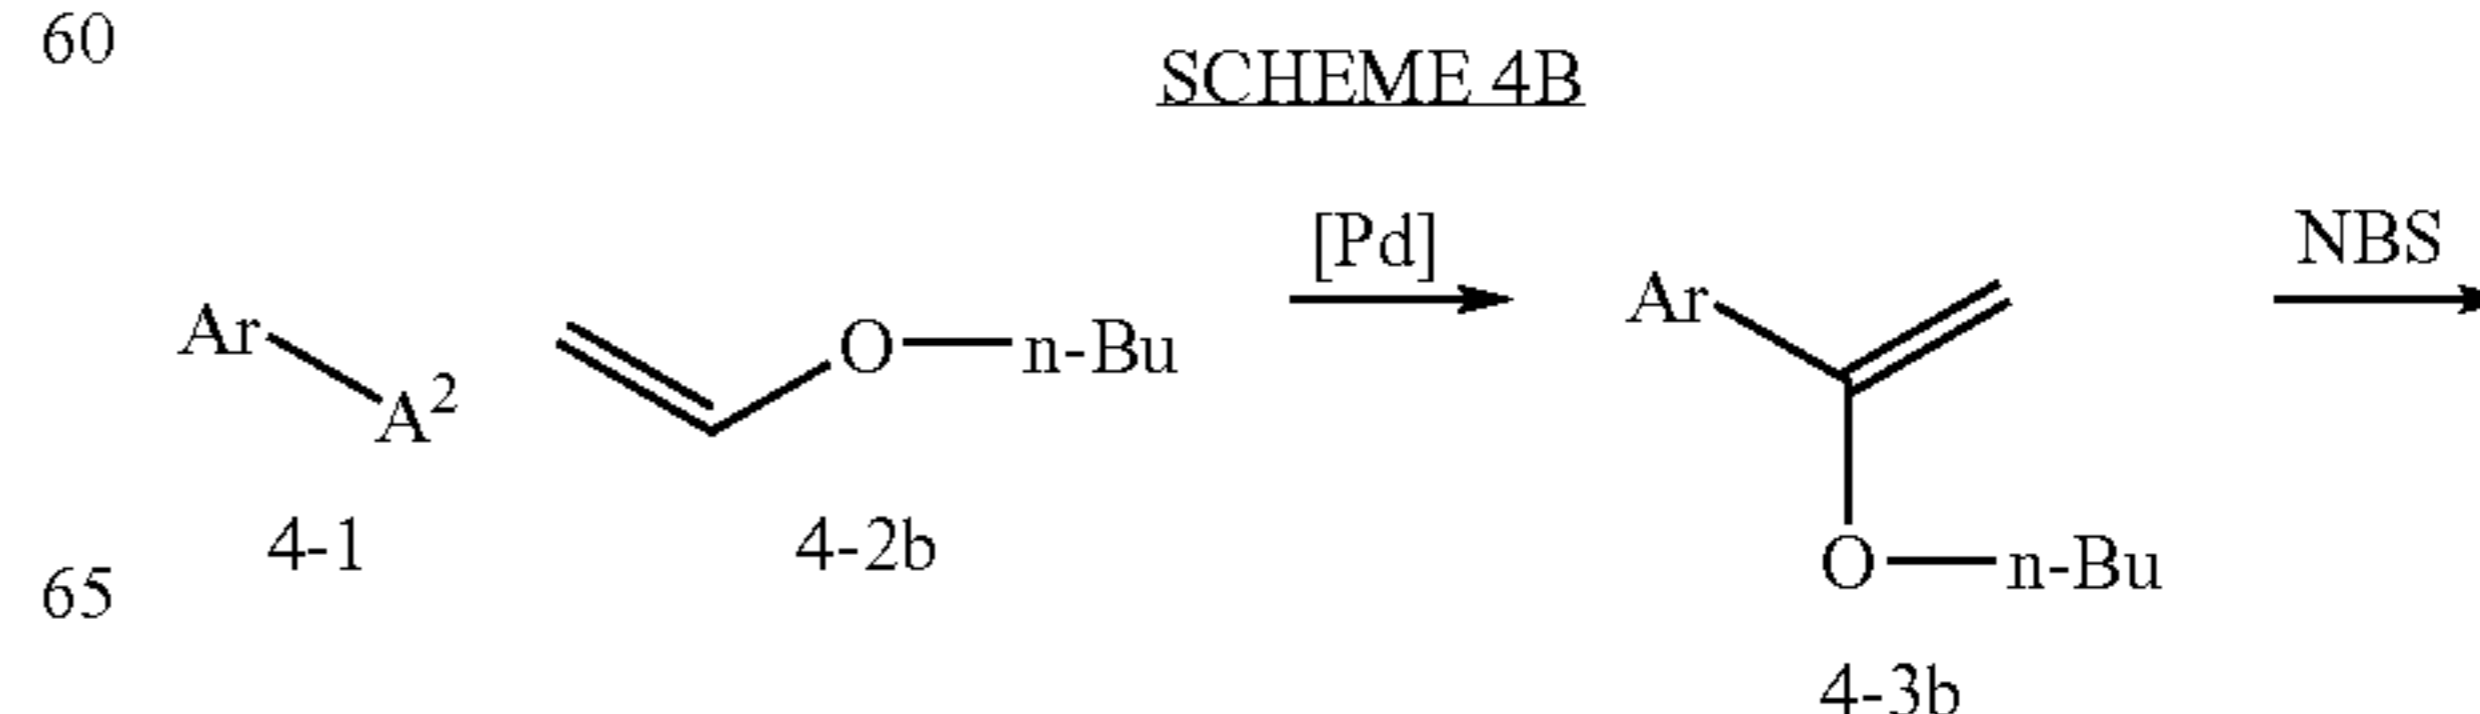 60
SCHEME 4B
[Pd]
NBS
Ar
A²
O—n-Bu
Ar
O—n-Bu
4-1
4-2b
65
4-3b